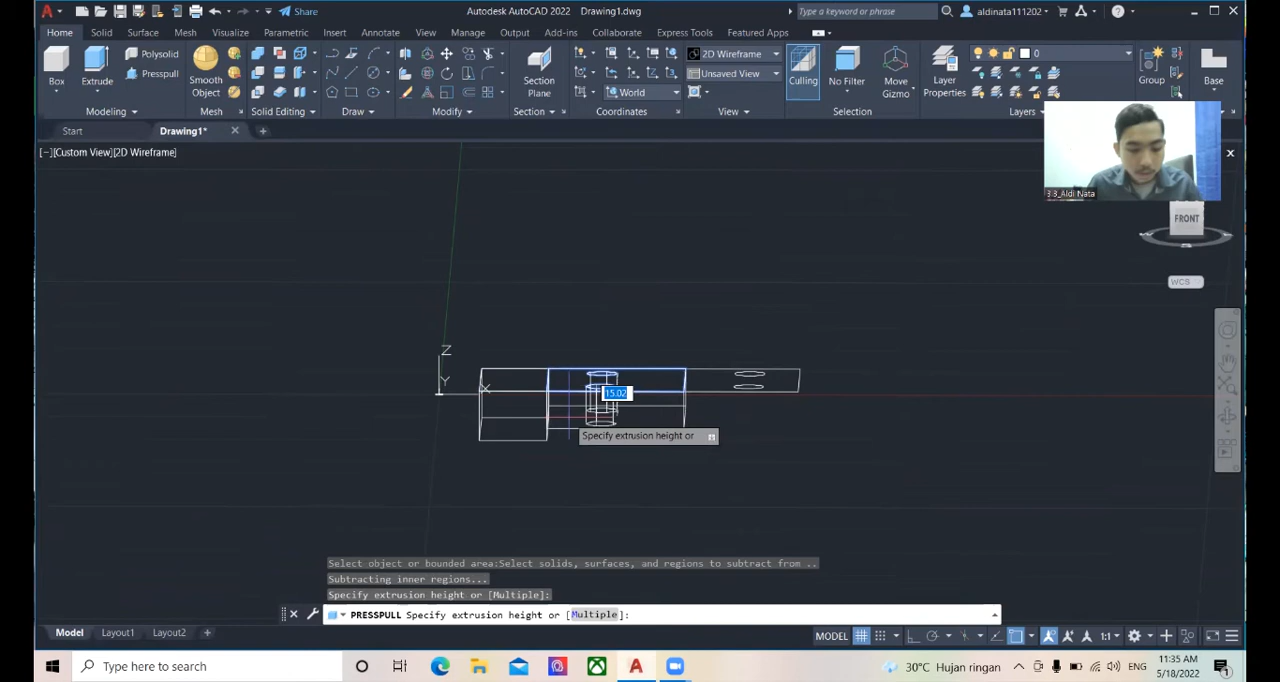 Share
Autodesk AutoCAD 2022 Drawing1.dwg
Type a keyword or phrase
aldinata111202
Home Solid Surface Mesh Visualize Parametric Insert Annotate View Manage Output Add-ins Collaborate Express Tools Featured Apps
Box
Extrude
Polysolid
Presspull
Smooth Object
Section Plane
World
2D Wireframe
Unsaved View
Culling
No Filter
Move Gizmo
Layer Properties
0
Group
Base
Modeling Mesh Solid Editing Draw Modify Section Coordinates View Selection Layers
Start Drawing1*
[−][Custom View][2D Wireframe]
3.3_Aldi Nata
FRONT
WCS
Z
Y
X
15.02
Specify extrusion height or
Select object or bounded area:Select solids, surfaces, and regions to subtract from ..
Subtracting inner regions...
Specify extrusion height or [Multiple]:
PRESSPULL Specify extrusion height or [Multiple]:
Model Layout1 Layout2
MODEL 1:1
Type here to search
30°C Hujan ringan
ENG
11:35 AM
5/18/2022